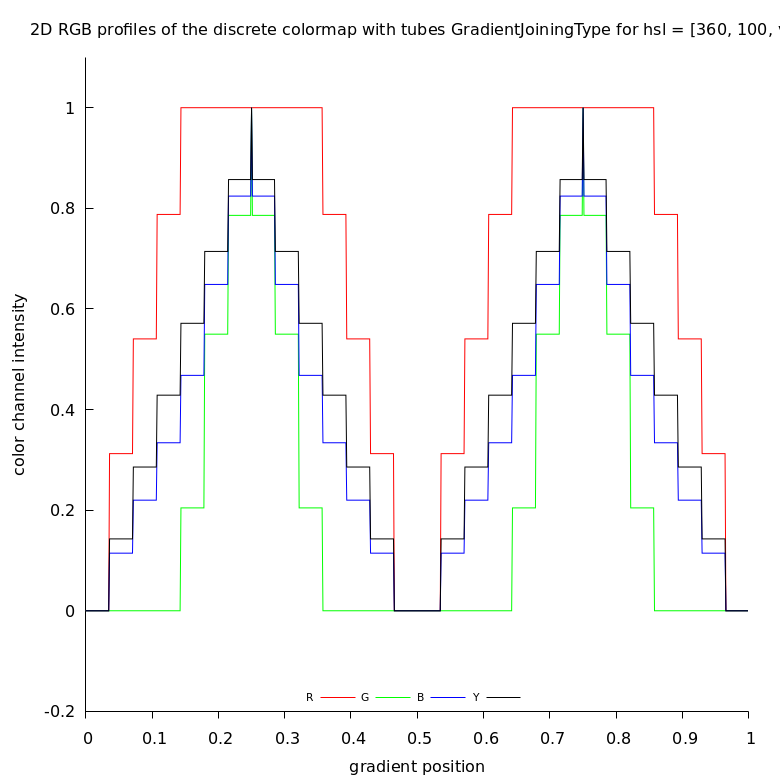 2D RGB profiles of the discrete colormap with tubes GradientJoiningType for hsl = [360, 100,
1
0.8
0.6
0.4
0.2
0
-0.2
color channel intensity
R G B Y
0 0.1 0.2 0.3 0.4 0.5 0.6 0.7 0.8 0.9 1
gradient position